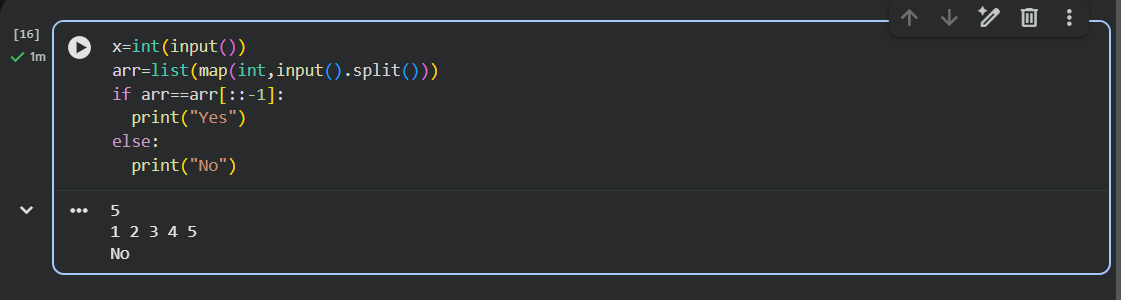 [16]
1m
x=int(input())
arr=list(map(int,input().split()))
if arr==arr[::-1]:
  print("Yes")
else:
  print("No")
5
1 2 3 4 5
No